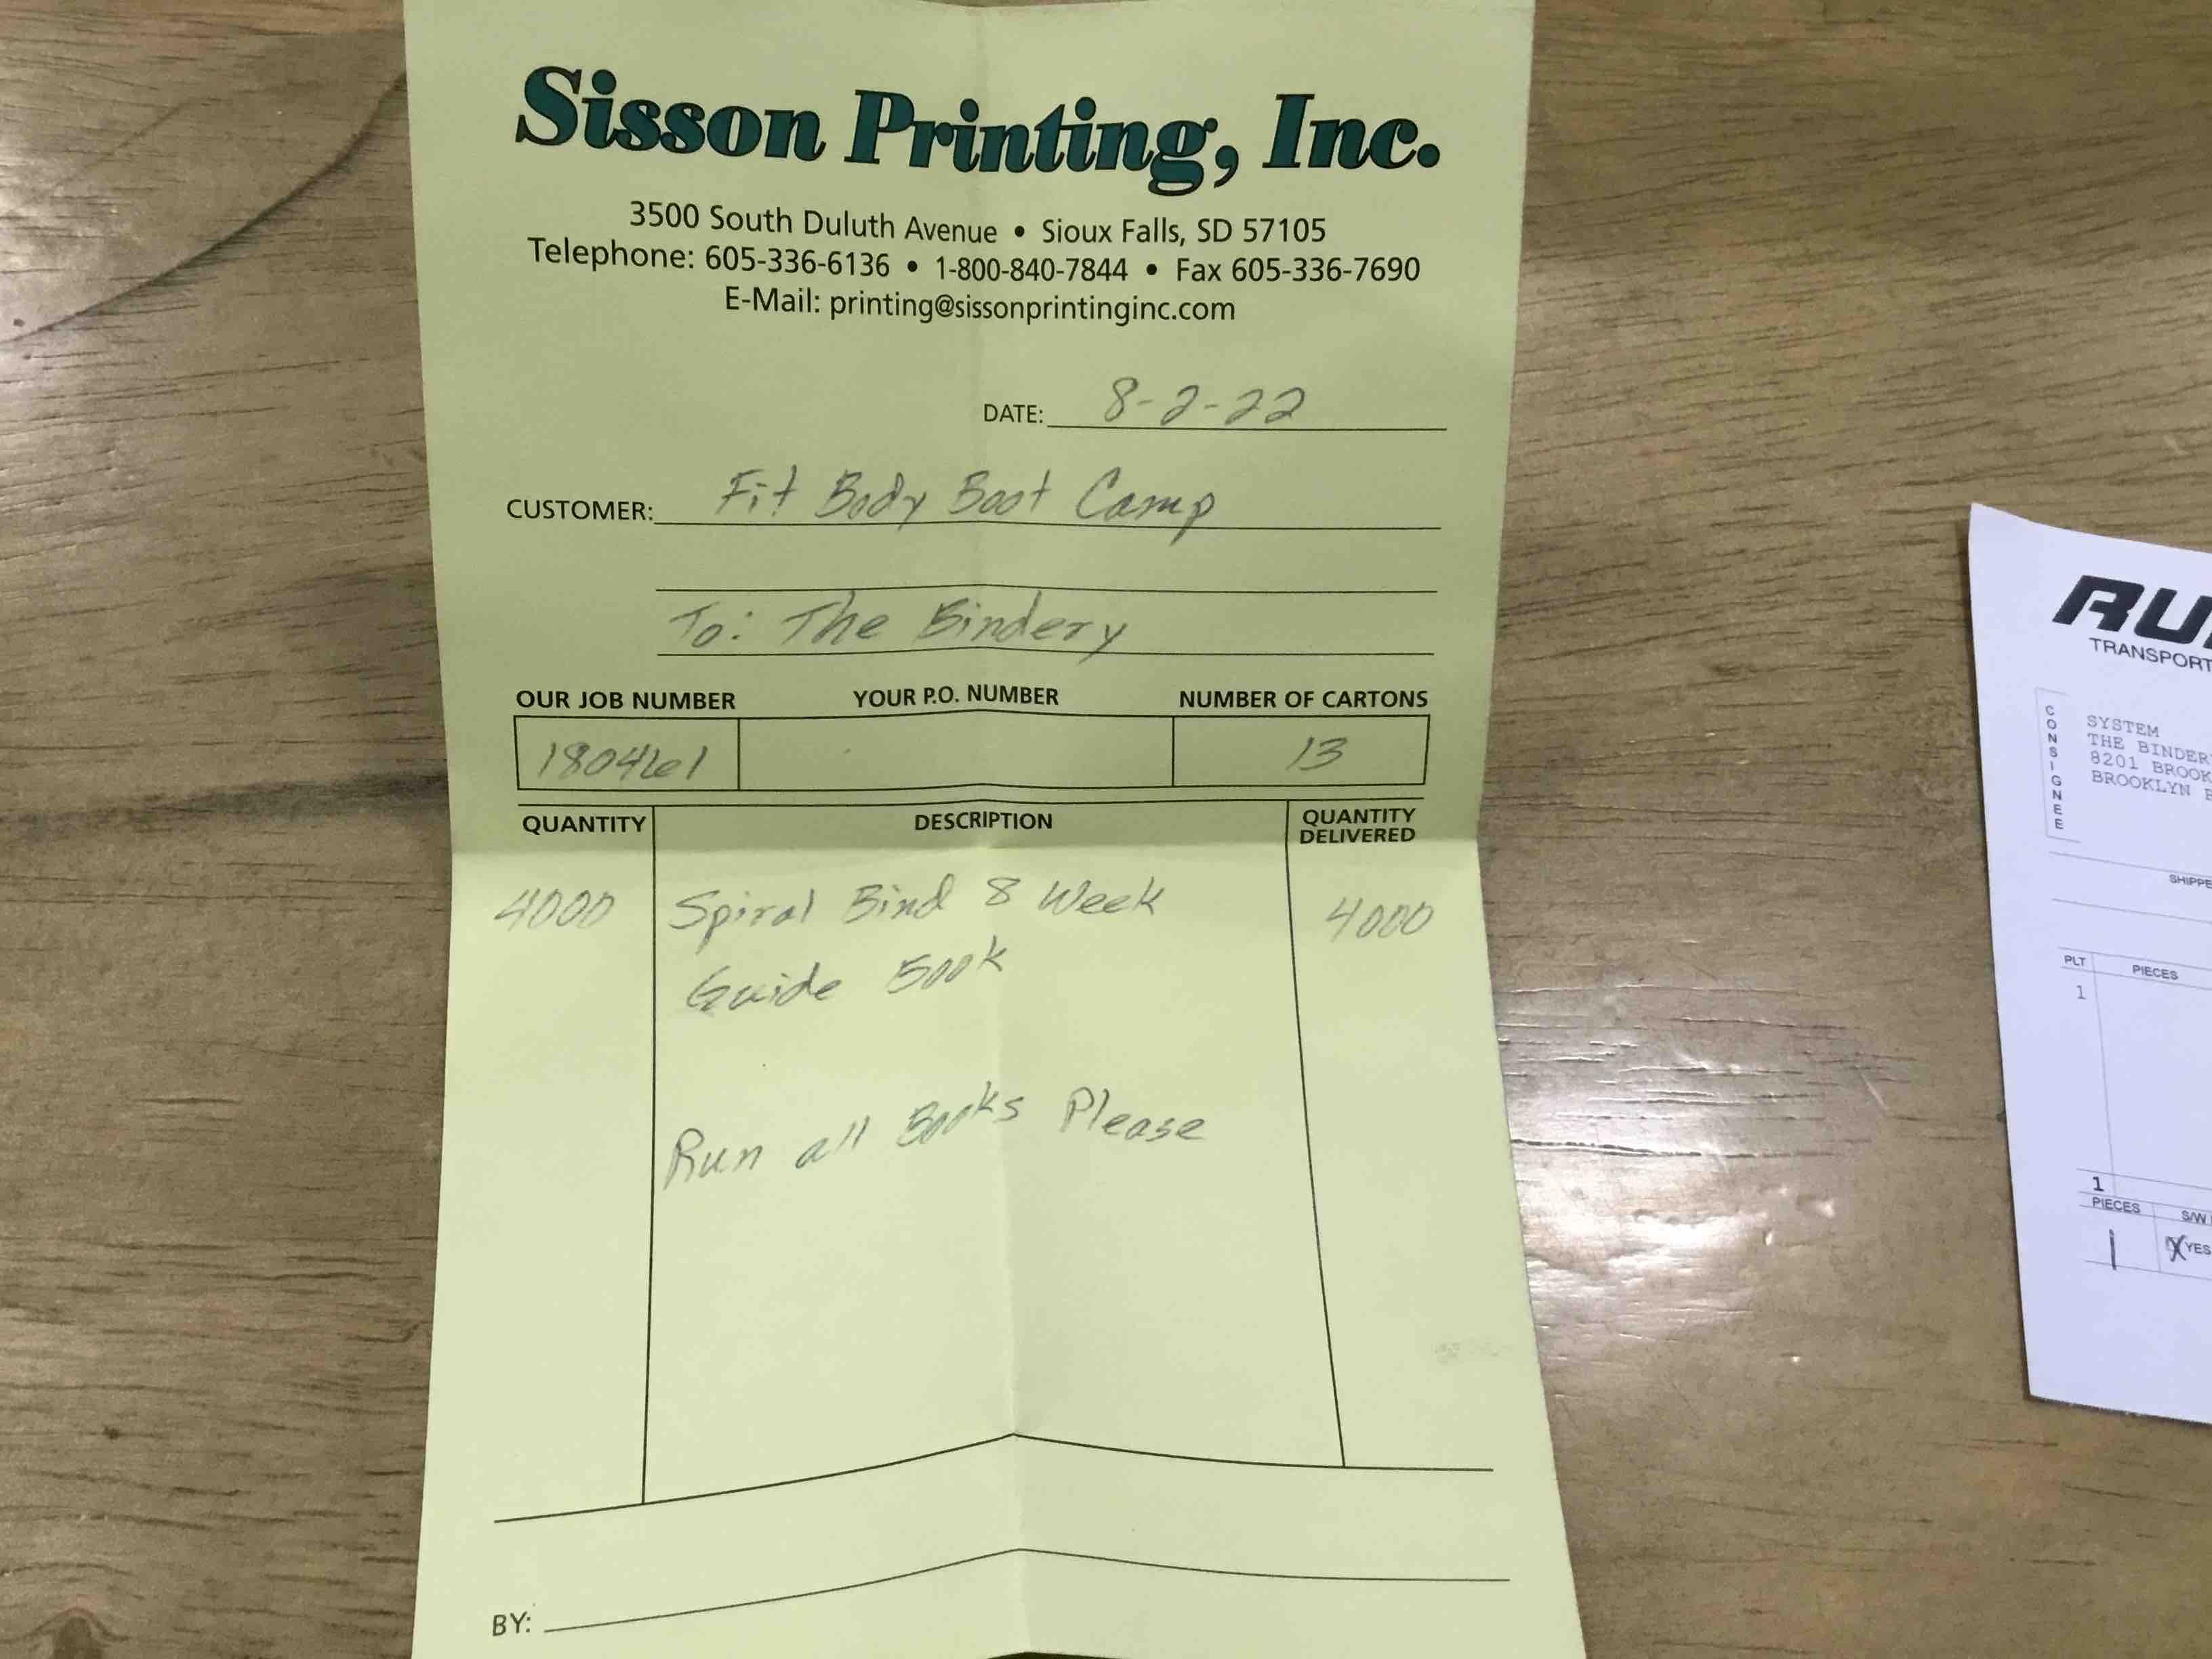 Sisson Printing, Inc.
3500 South Duluth Avenue • Sioux Falls, SD 57105
Telephone: 605-336-6136 • 1-800-840-7844 • Fax 605-336-7690
E-Mail: printing@sissonprintinginc.com
DATE: 8-2-22
CUSTOMER: Fit Body Boot Camp
To: The Bindery
OUR JOB NUMBER YOUR P.O. NUMBER NUMBER OF CARTONS
180461 13
QUANTITY DESCRIPTION QUANTITY DELIVERED
4000 Spiral Bind 8 Week 4000
Guide Book
Run all Books Please
BY:
RU
TRANSPORT
CONSIGNEE
SYSTEM
THE BINDER
8201 BROOK
BROOKLYN
SHIPPE
PLT PIECES
1
1
PIECES S/W
1 X YES